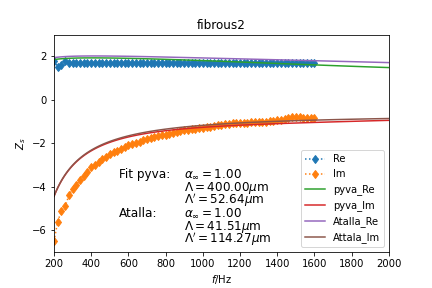 fibrous2
Z_s
2
0
−2
−4
−6
Fit pyva: α∞ = 1.00
Λ = 400.00μm
Λ′ = 52.64μm
Atalla: α∞ = 1.00
Λ = 41.51μm
Λ′ = 114.27μm
Re
Im
pyva_Re
pyva_Im
Atalla_Re
Attala_Im
200 400 600 800 1000 1200 1400 1600 2000
f/Hz